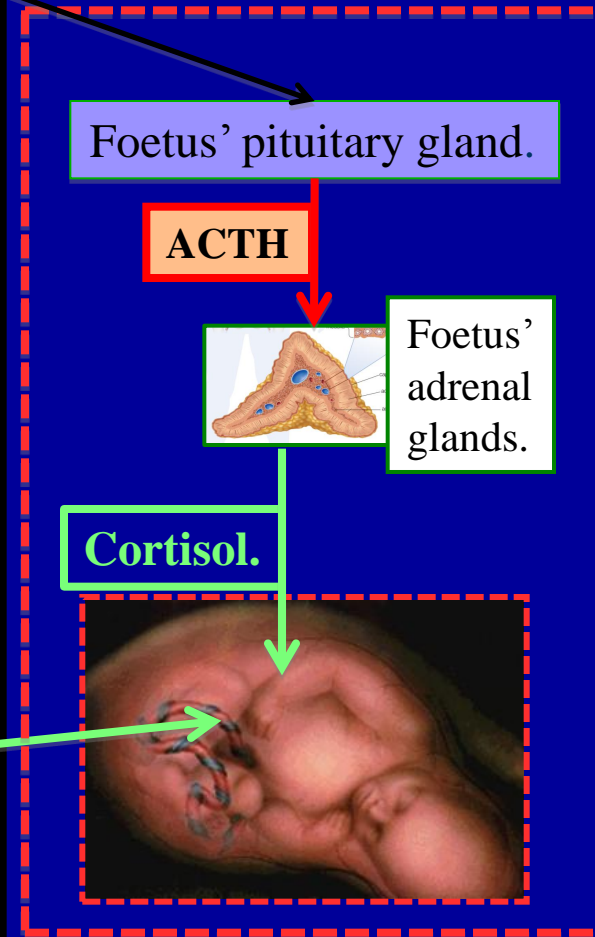 Foetus’ pituitary gland.
ACTH
Foetus’
adrenal
glands.
Cortisol.